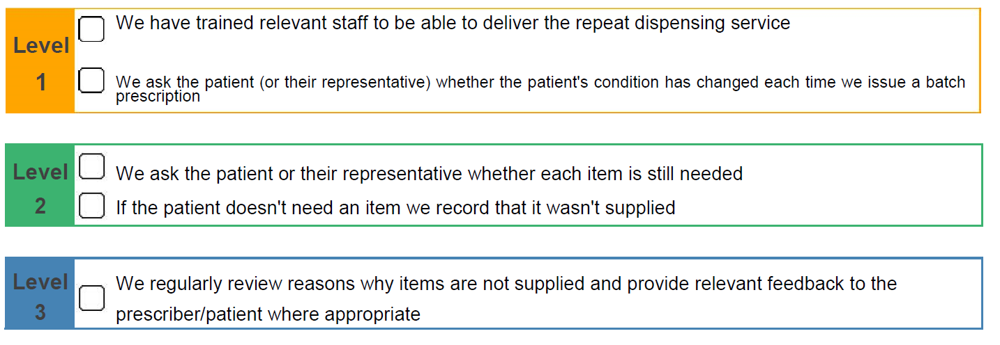 Level
1
We have trained relevant staff to be able to deliver the repeat dispensing service
We ask the patient (or their representative) whether the patient's condition has changed each time we issue a batch
prescription
Level
2
We ask the patient or their representative whether each item is still needed
If the patient doesn't need an item we record that it wasn't supplied
Level
3
We regularly review reasons why items are not supplied and provide relevant feedback to the
prescriber/patient where appropriate